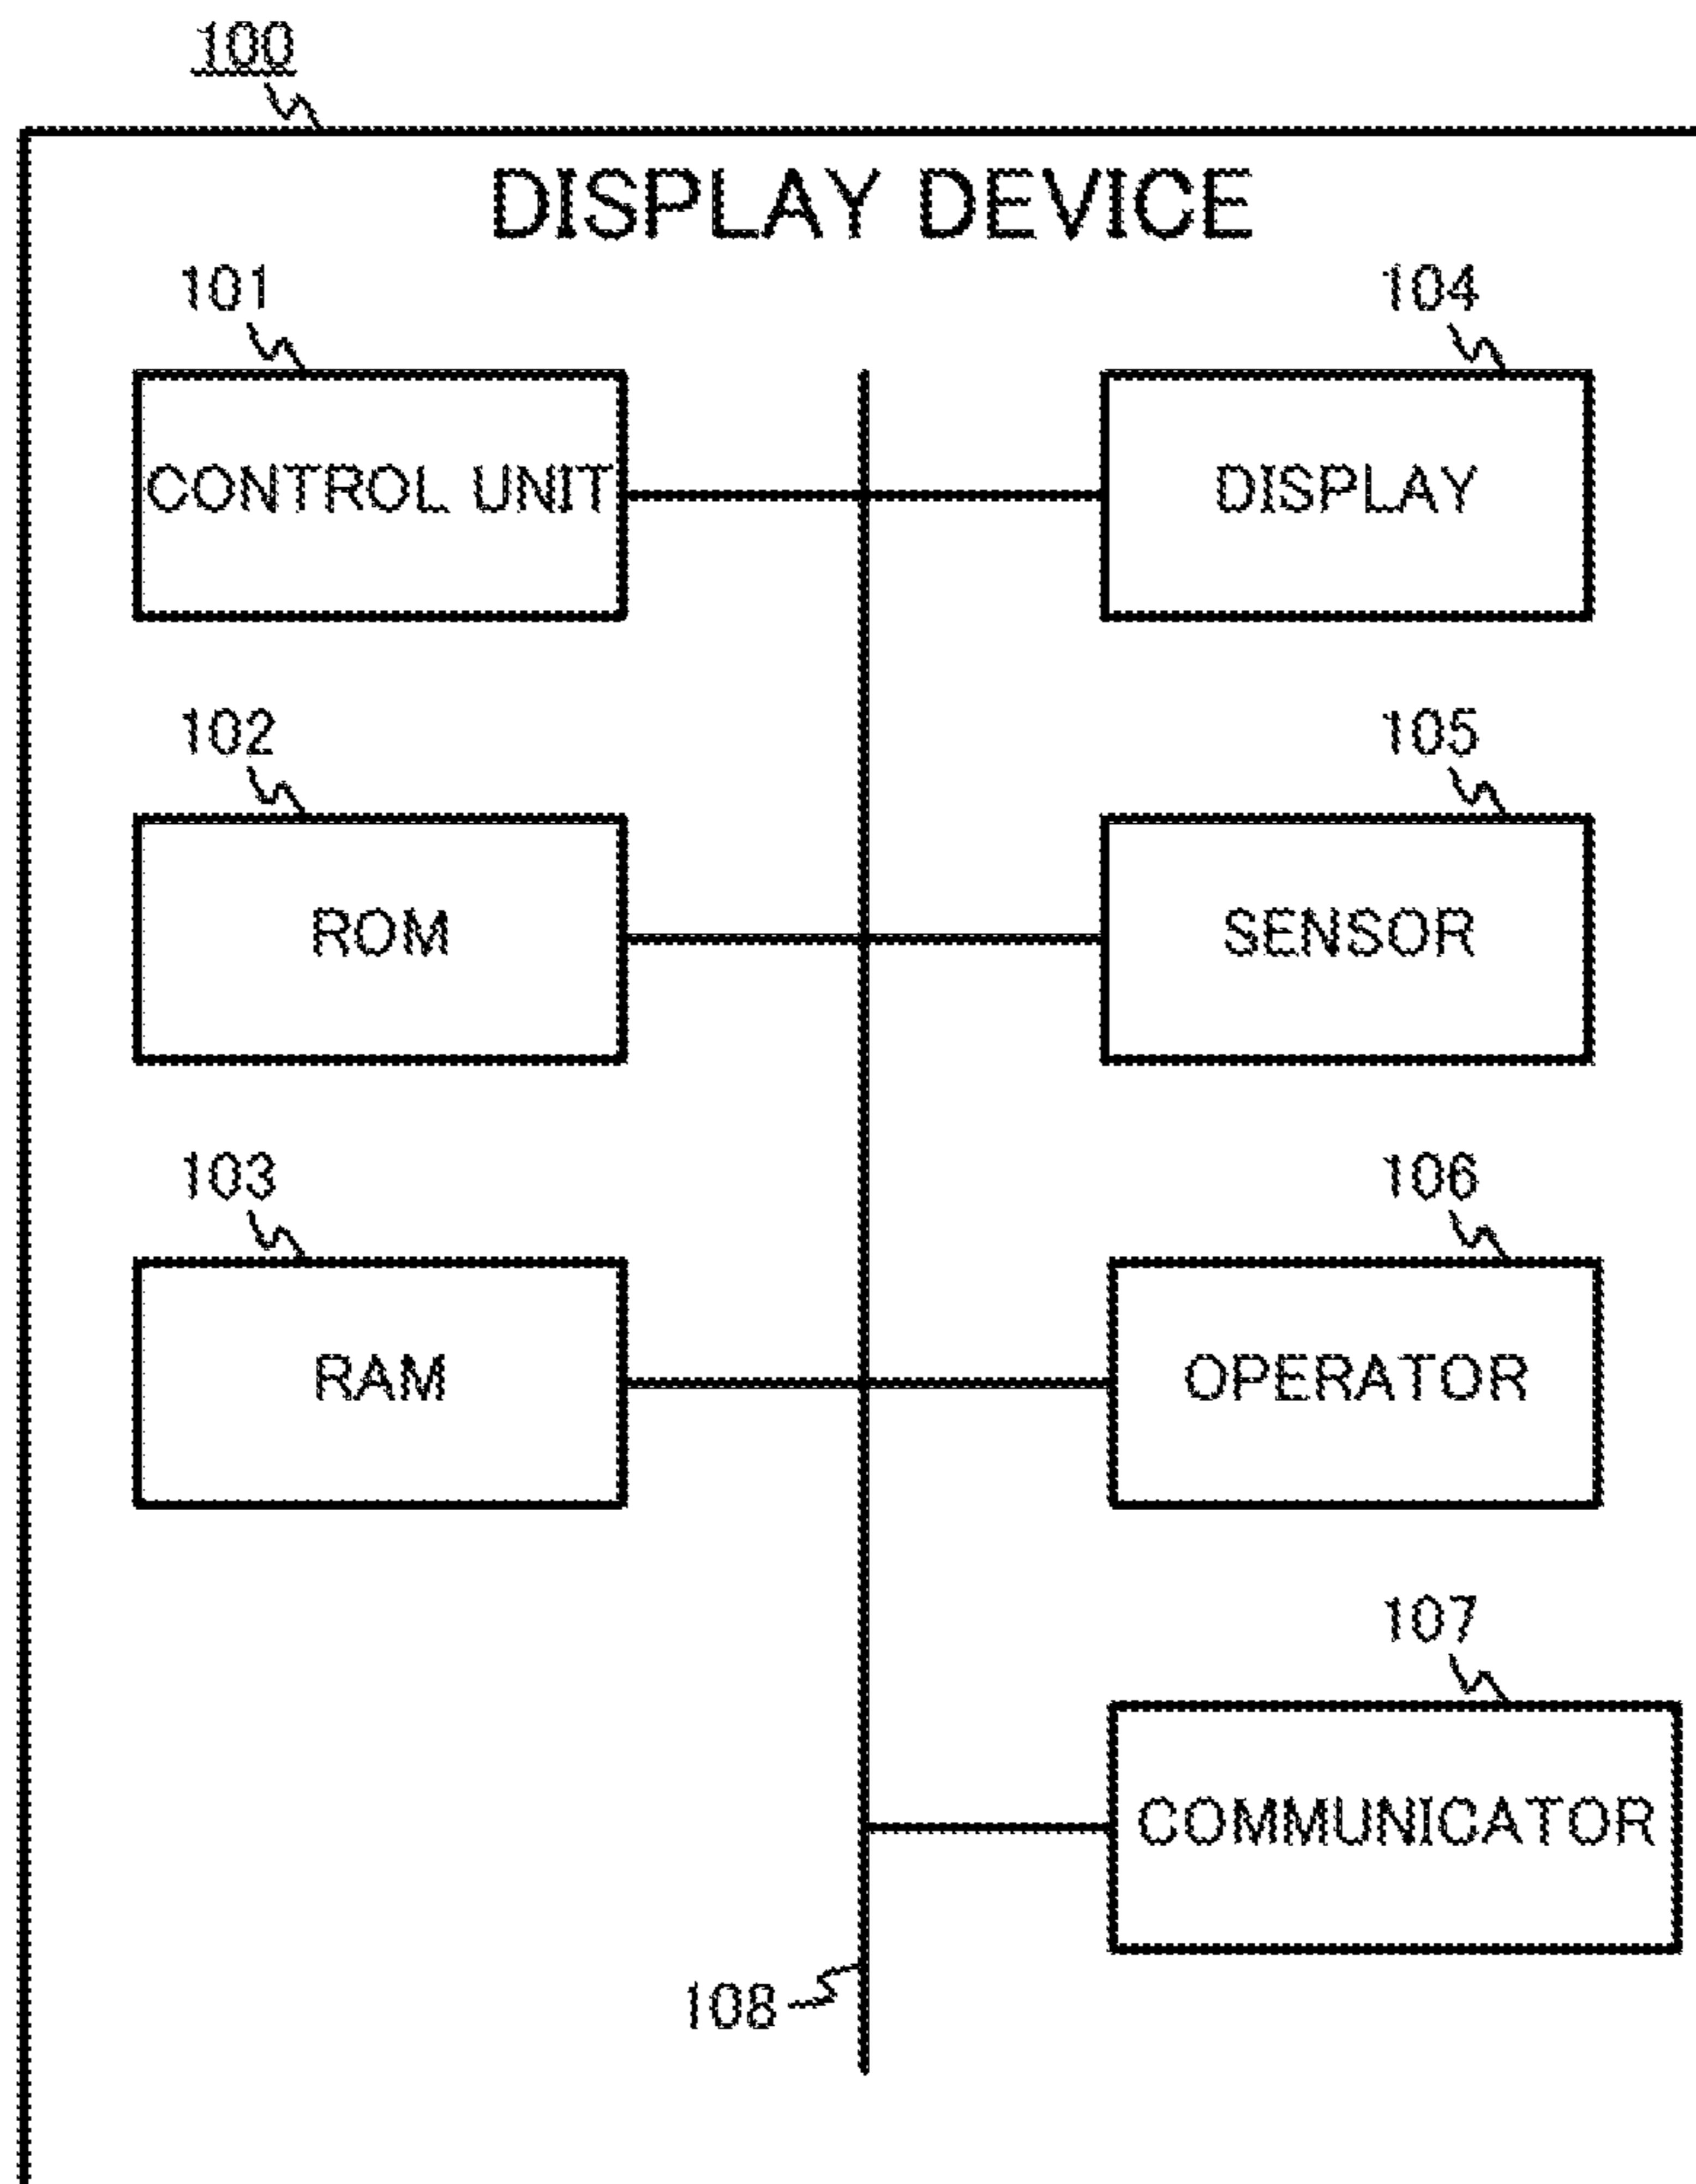 100
DISPLAY DEVICE
101
104
CONTROL UNIT
DISPLAY
102
105
ROM
SENSOR
103
106
RAM
OPERATOR
107
COMMUNICATOR
108